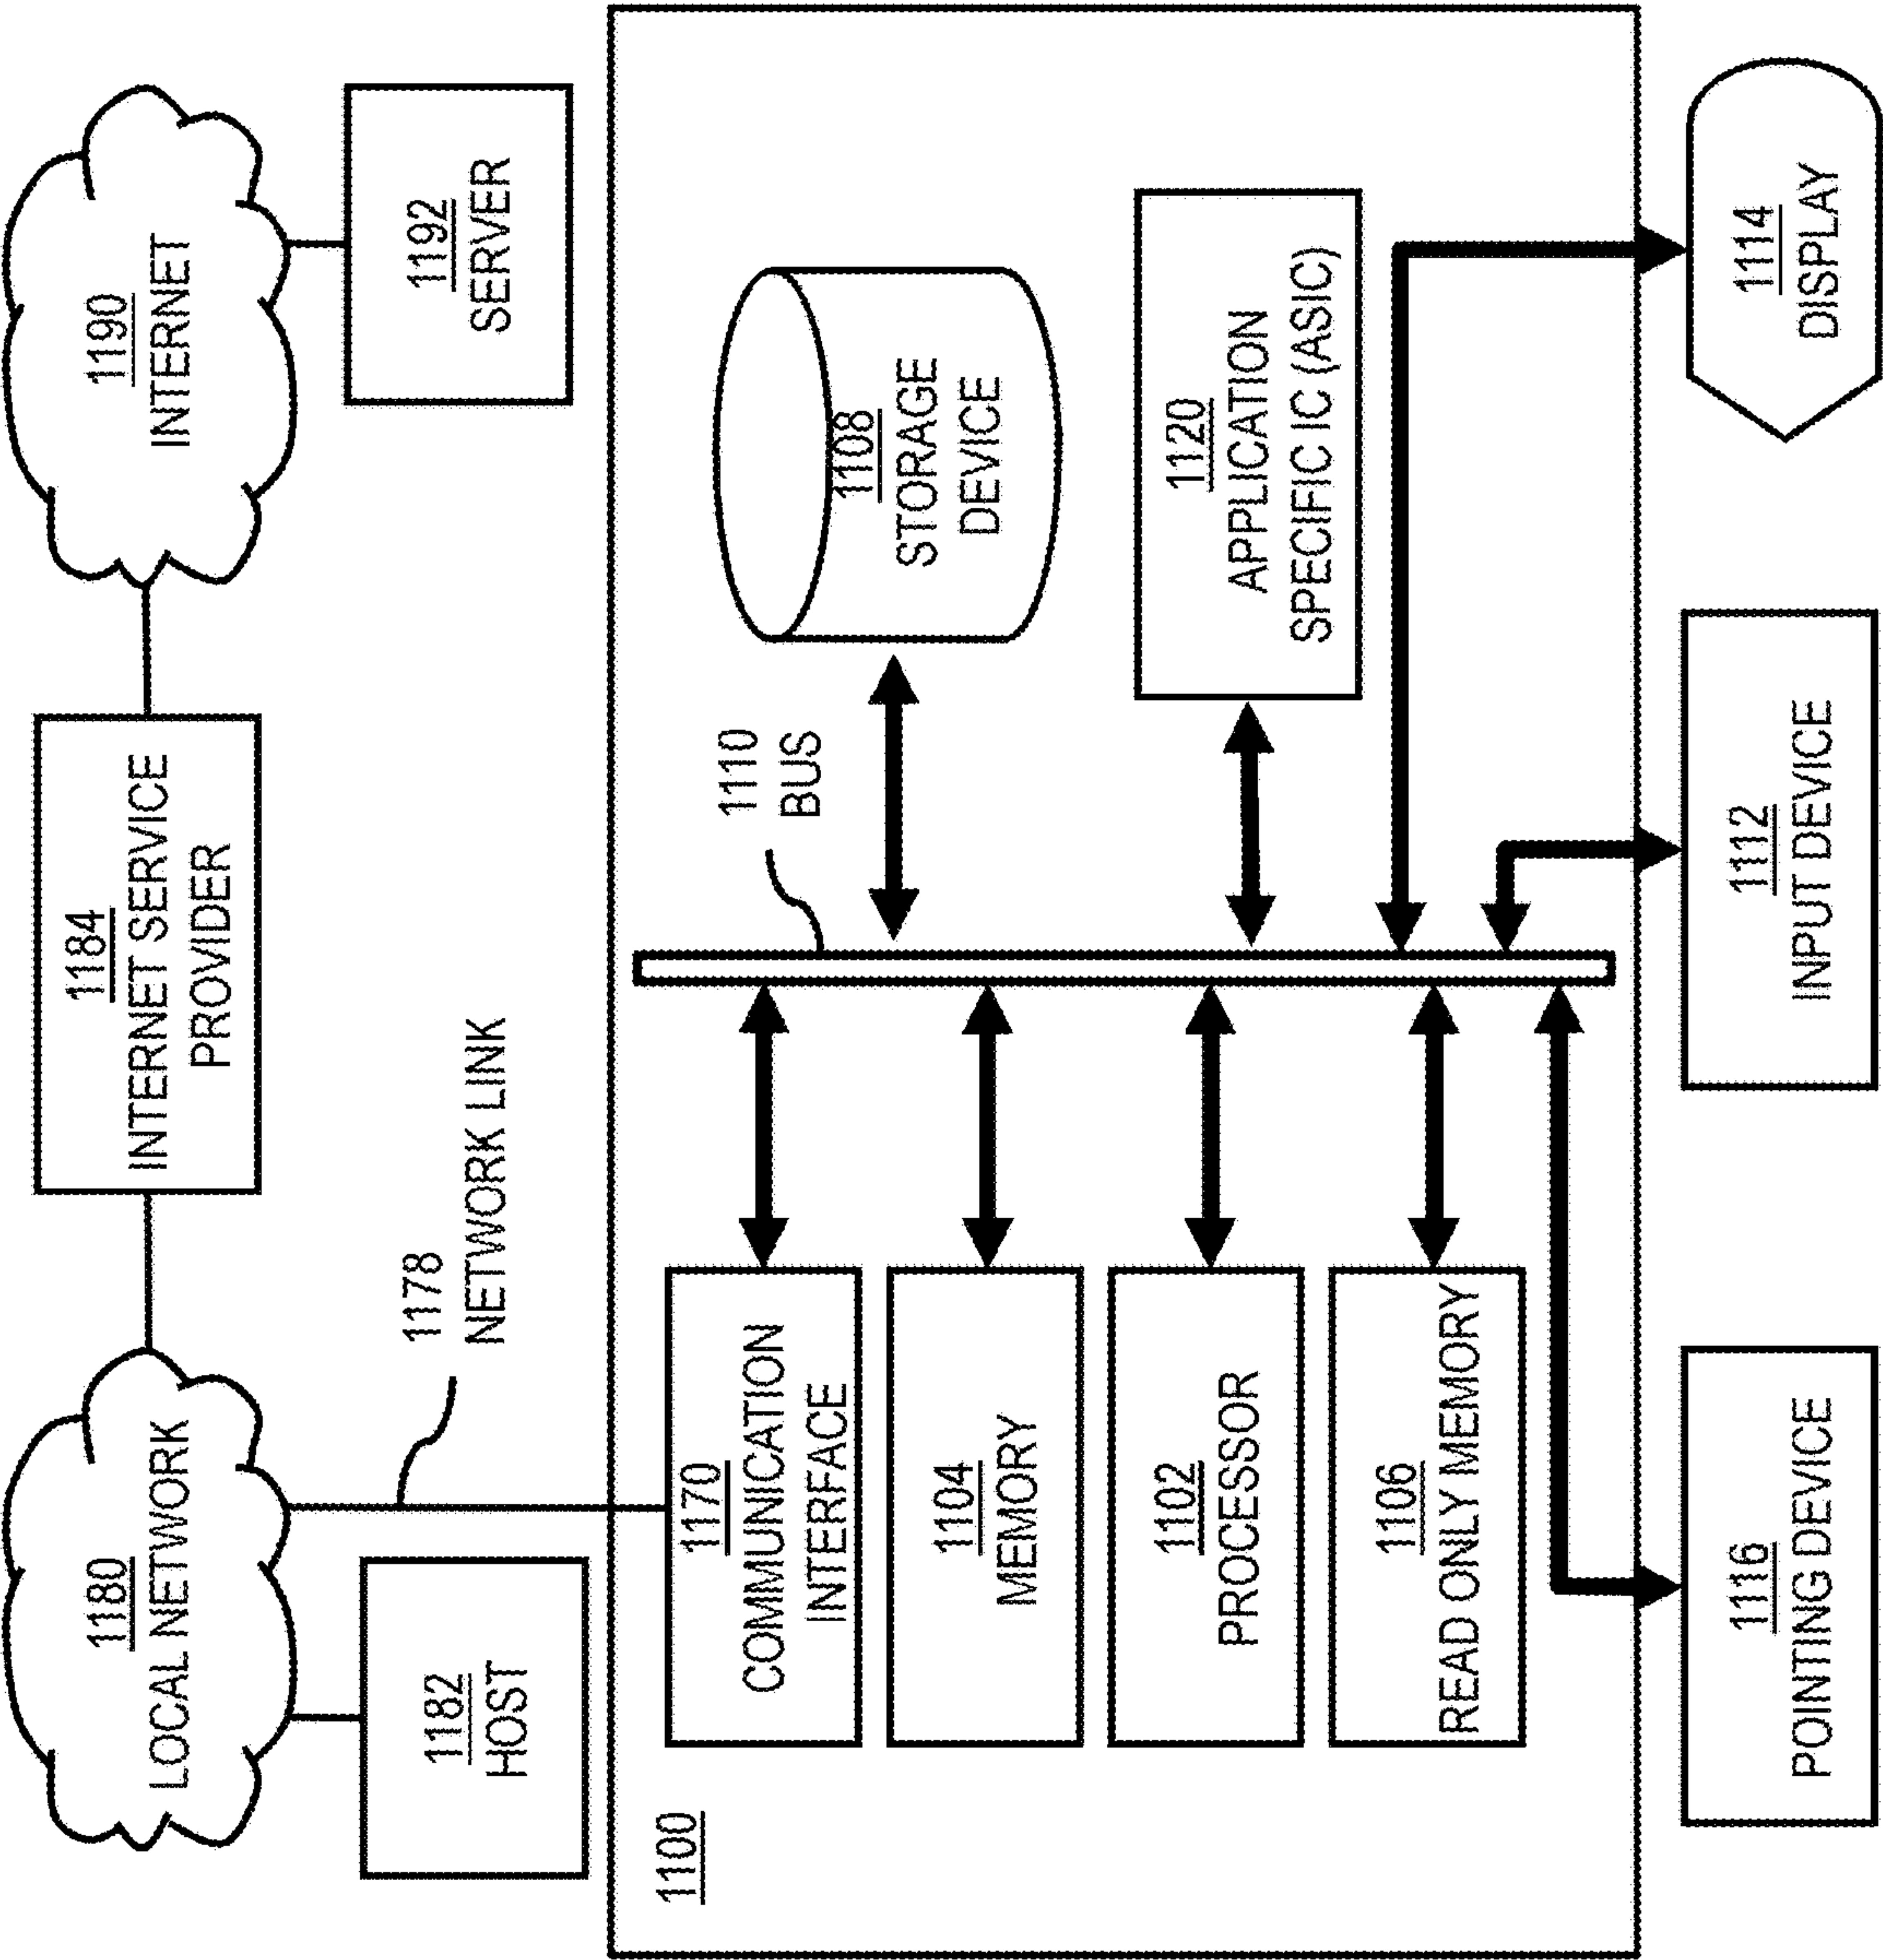 1180
LOCAL NETWORK
1184
INTERNET SERVICE
PROVIDER
1190
INTERNET
1182
HOST
1178
NETWORK LINK
1192
SERVER
1100
1170
COMMUNICATION
INTERFACE
1104
MEMORY
1102
PROCESSOR
1106
READ ONLY MEMORY
1110
BUS
1108
STORAGE
DEVICE
1120
APPLICATION
SPECIFIC IC (ASIC)
1116
POINTING DEVICE
1112
INPUT DEVICE
1114
DISPLAY